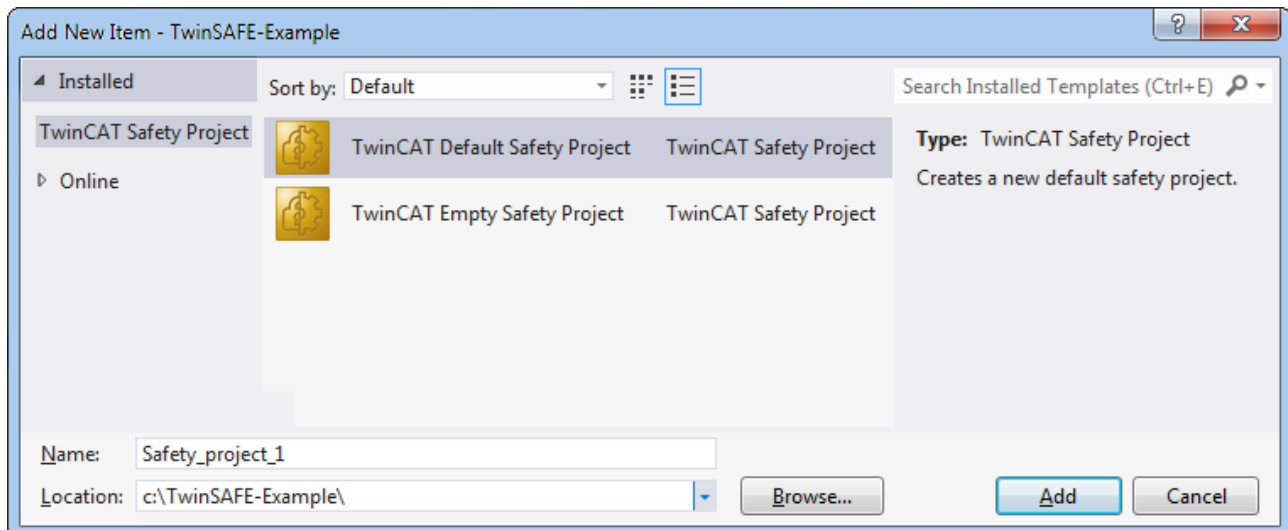 Add New Item - TwinSAFE-Example
Installed
TwinCAT Safety Project
Online
Sort by: Default
Search Installed Templates (Ctrl+E)
TwinCAT Default Safety Project TwinCAT Safety Project
TwinCAT Empty Safety Project TwinCAT Safety Project
Type: TwinCAT Safety Project
Creates a new default safety project.
Name: Safety_project_1
Location: c:\TwinSAFE-Example\
Browse...
Add
Cancel